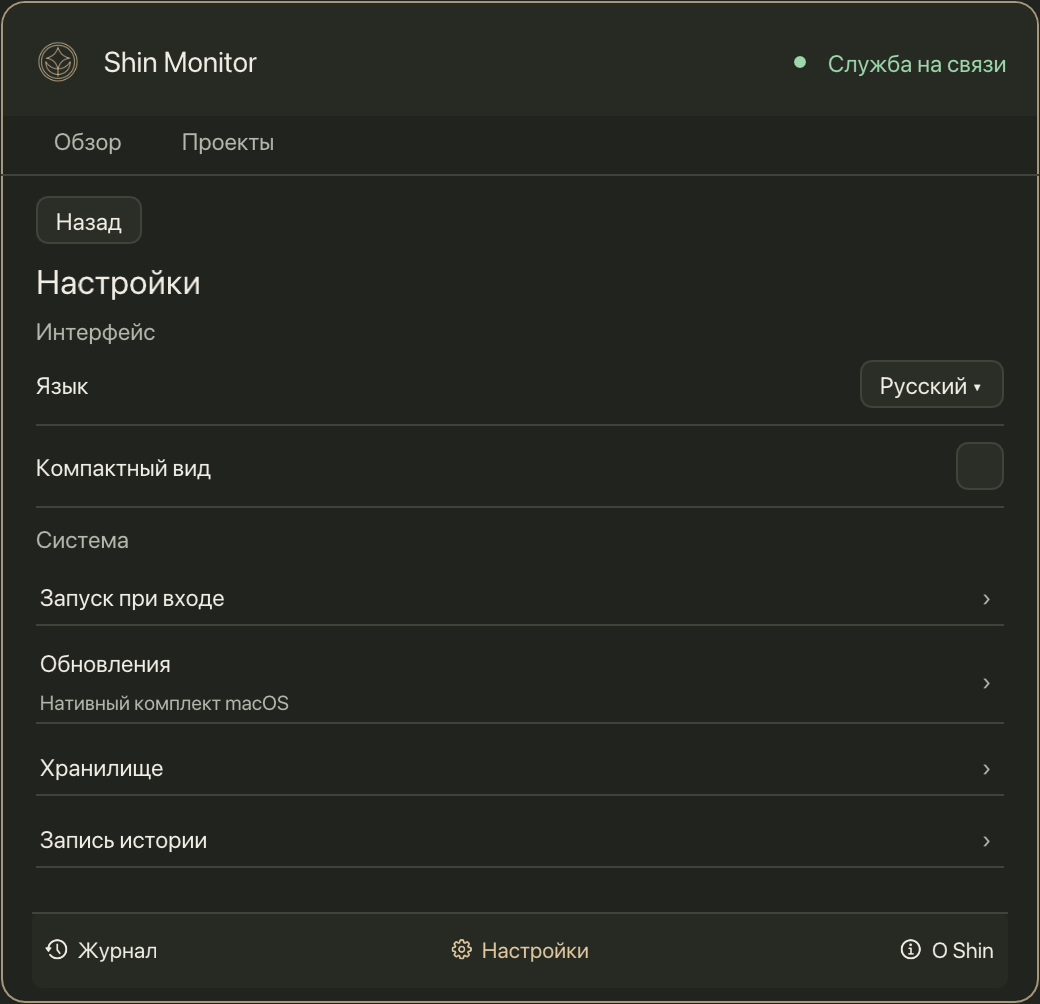 Shin Monitor
Служба на связи
Обзор
Проекты
Назад
Настройки
Интерфейс
Язык
Русский ▾
Компактный вид
Система
Запуск при входе
Обновления
Нативный комплект macOS
Хранилище
Запись истории
Журнал
Настройки
О Shin